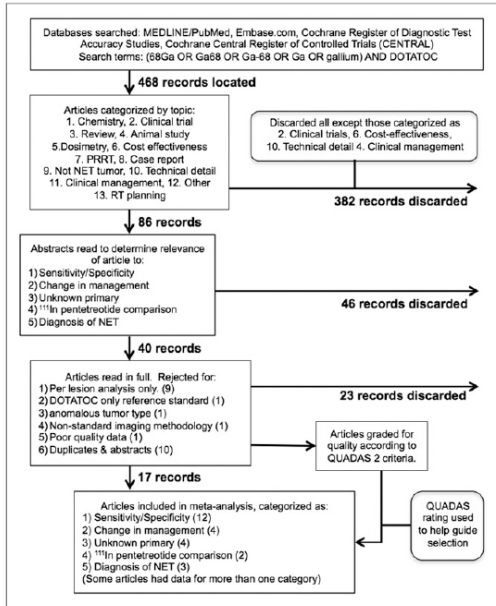 Databases searched: MEDLINE/PubMed, Embase.com, Cochrane Register of Diagnostic Test
Accuracy Studies, Cochrane Central Register of Controlled Trials (CENTRAL)
Search terms: (68Ga OR Ga68 OR Ga-68 OR Ga OR gallium) AND DOTATOC
468 records located
Articles categorized by topic:
1. Chemistry, 2. Clinical trial
3. Review, 4. Animal study
5.Dosimetry, 6. Cost effectiveness
7. PRRT, 8. Case report
9. Not NET tumor, 10. Technical detail
11. Clinical management, 12. Other
13. RT planning
Discarded all except those categorized as
2. Clinical trials, 6. Cost-effectiveness,
10. Technical detail 4. Clinical management
382 records discarded
86 records
Abstracts read to determine relevance
of article to:
1) Sensitivity/Specificity
2) Change in management
3) Unknown primary
4) ¹¹¹In pentetreotide comparison
5) Diagnosis of NET
46 records discarded
40 records
Articles read in full. Rejected for:
1) Per lesion analysis only. (9)
2) DOTATOC only reference standard (1)
3) anomalous tumor type (1)
4) Non-standard imaging methodology (1)
5) Poor quality data (1)
6) Duplicates & abstracts (10)
23 records discarded
Articles graded for
quality according to
QUADAS 2 criteria.
17 records
Articles included in meta-analysis, categorized as:
1) Sensitivity/Specificity (12)
2) Change in management (4)
3) Unknown primary (4)
4) ¹¹¹In pentetreotide comparison (2)
5) Diagnosis of NET (3)
(Some articles had data for more than one category)
QUADAS
rating used
to help guide
selection